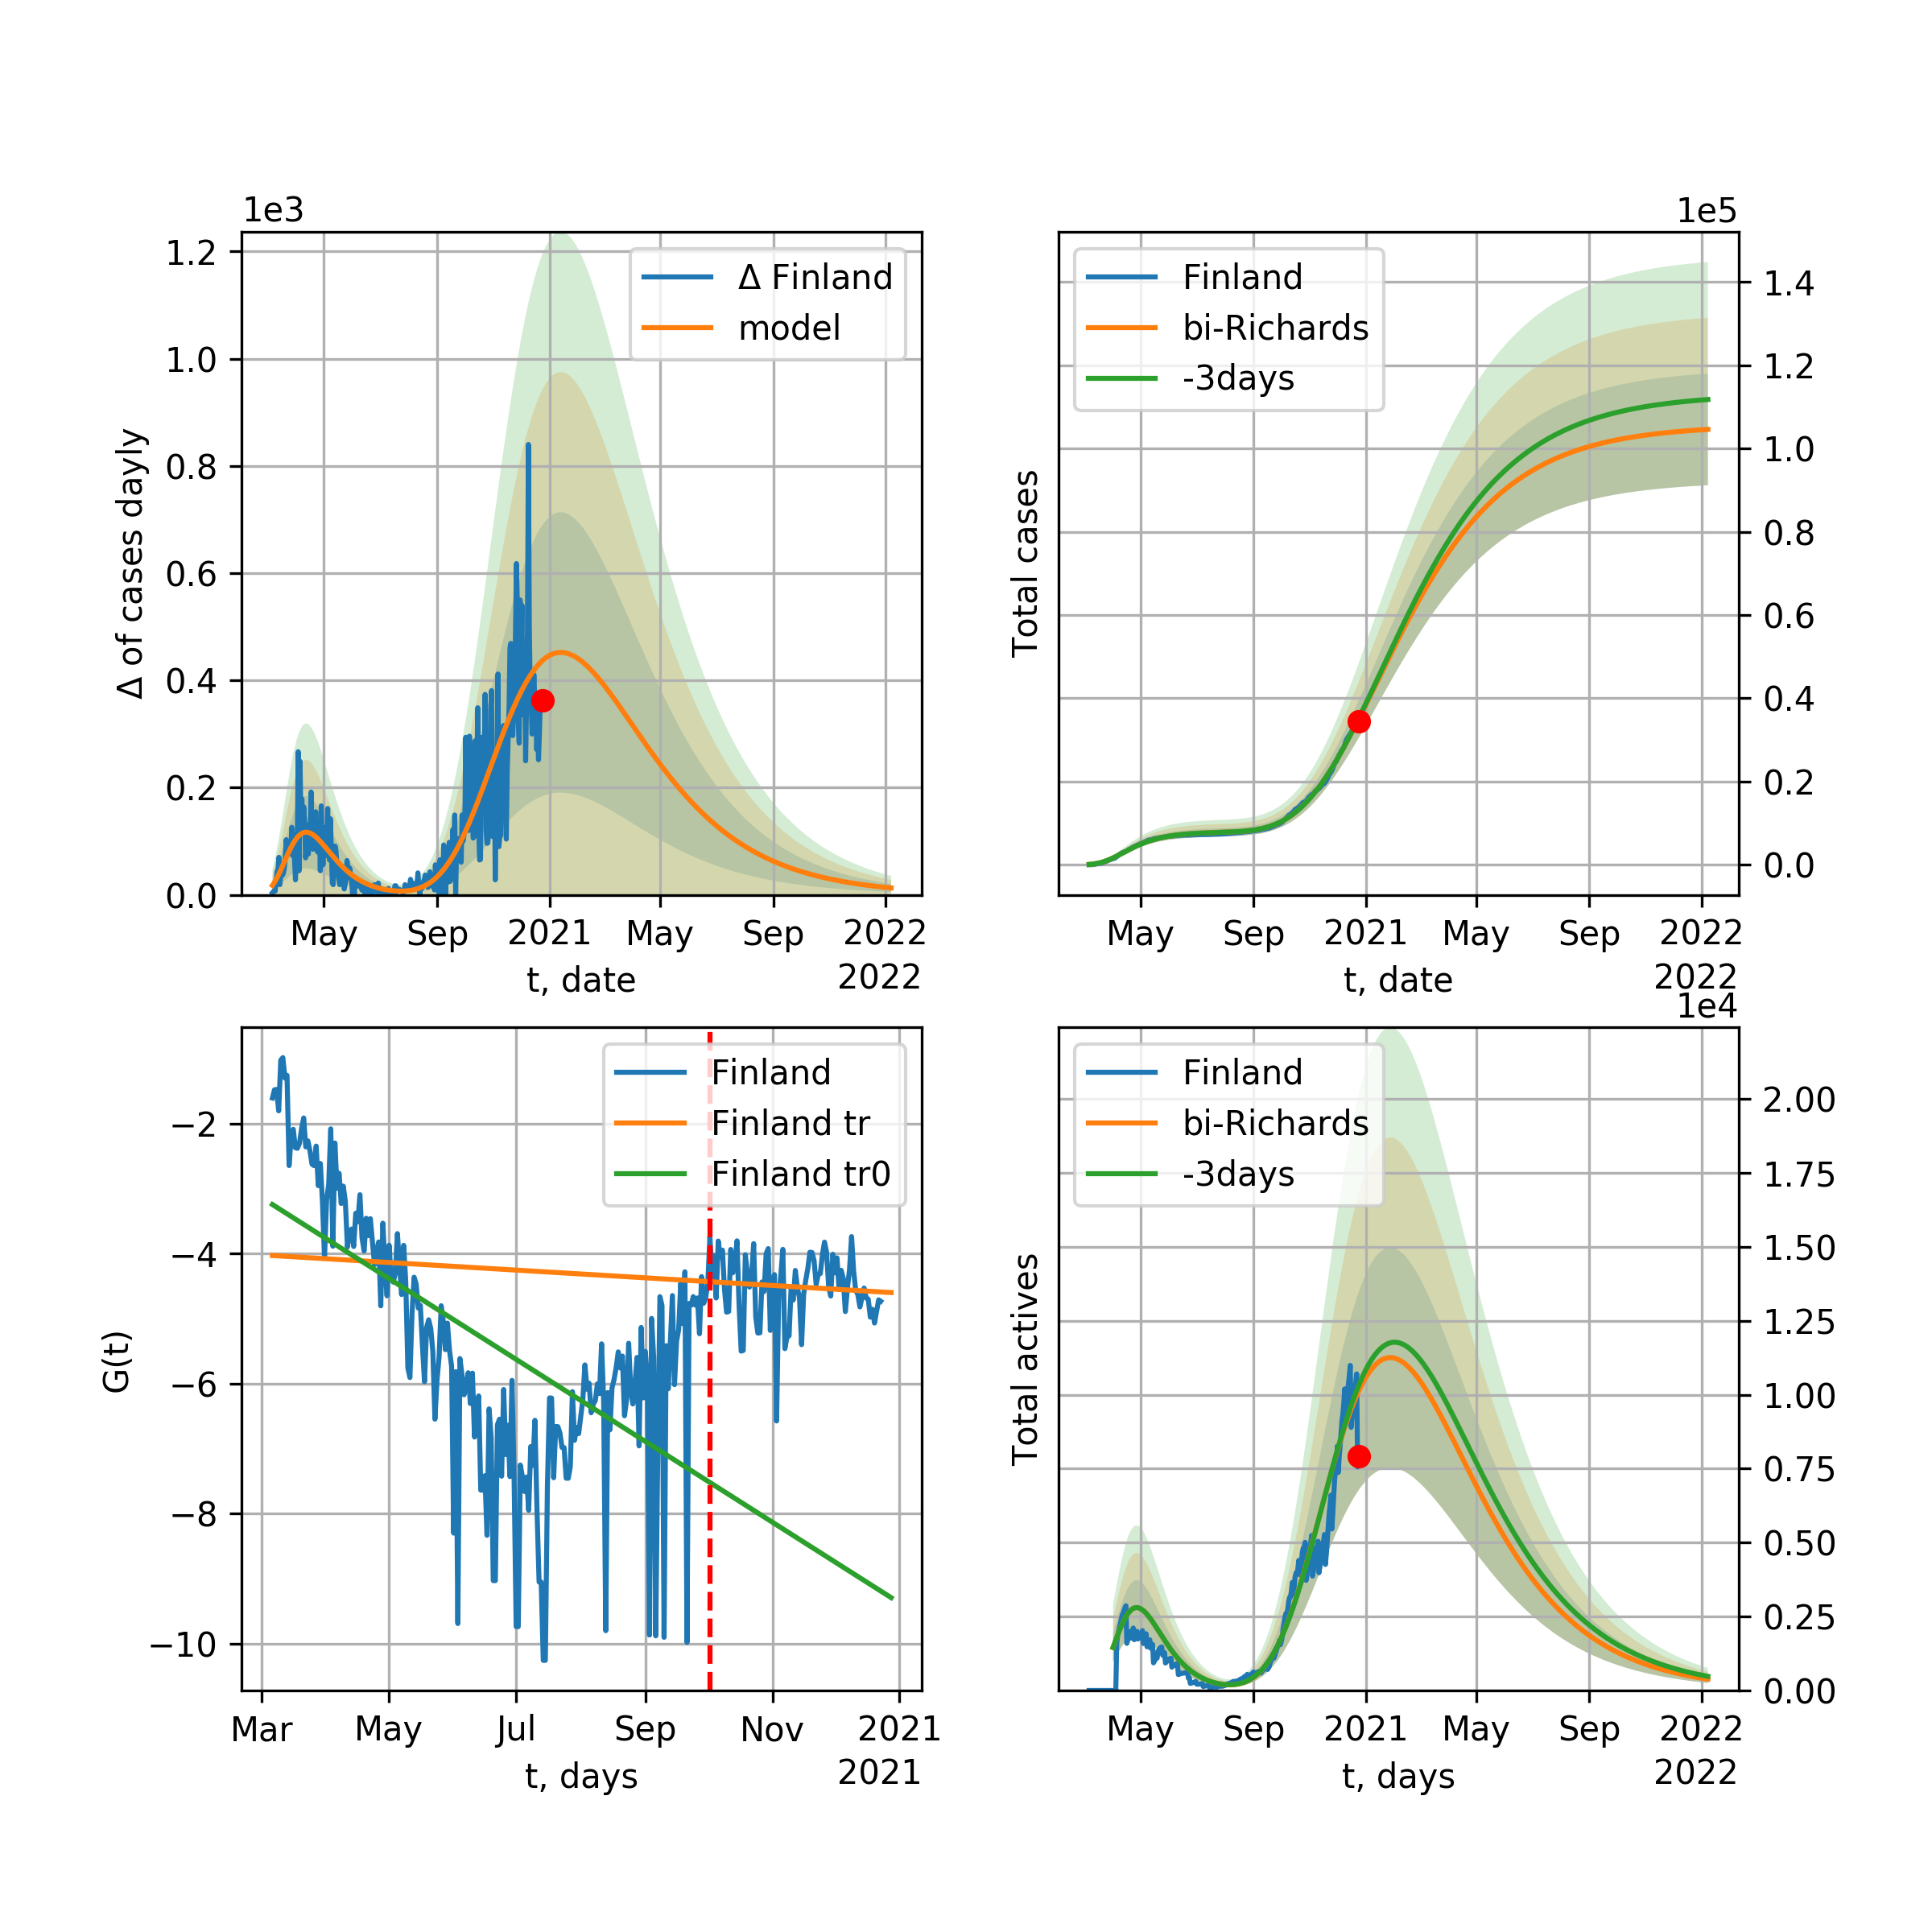 1e3
Δ of cases dayly
1.2
1.0
0.8
0.6
0.4
0.2
0.0
Δ Finland
model
May Sep 2021 May Sep 2022
t, date
2022
1e5
Total cases
Finland
bi-Richards
-3days
1.4
1.2
1.0
0.8
0.6
0.4
0.2
0.0
May Sep 2021 May Sep 2022
t, date
2022
G(t)
−2
−4
−6
−8
−10
Finland
Finland tr
Finland tr0
Mar May Jul Sep Nov 2021
t, days
2021
1e4
Total actives
Finland
bi-Richards
-3days
2.00
1.75
1.50
1.25
1.00
0.75
0.50
0.25
0.00
May Sep 2021 May Sep 2022
t, days
2022